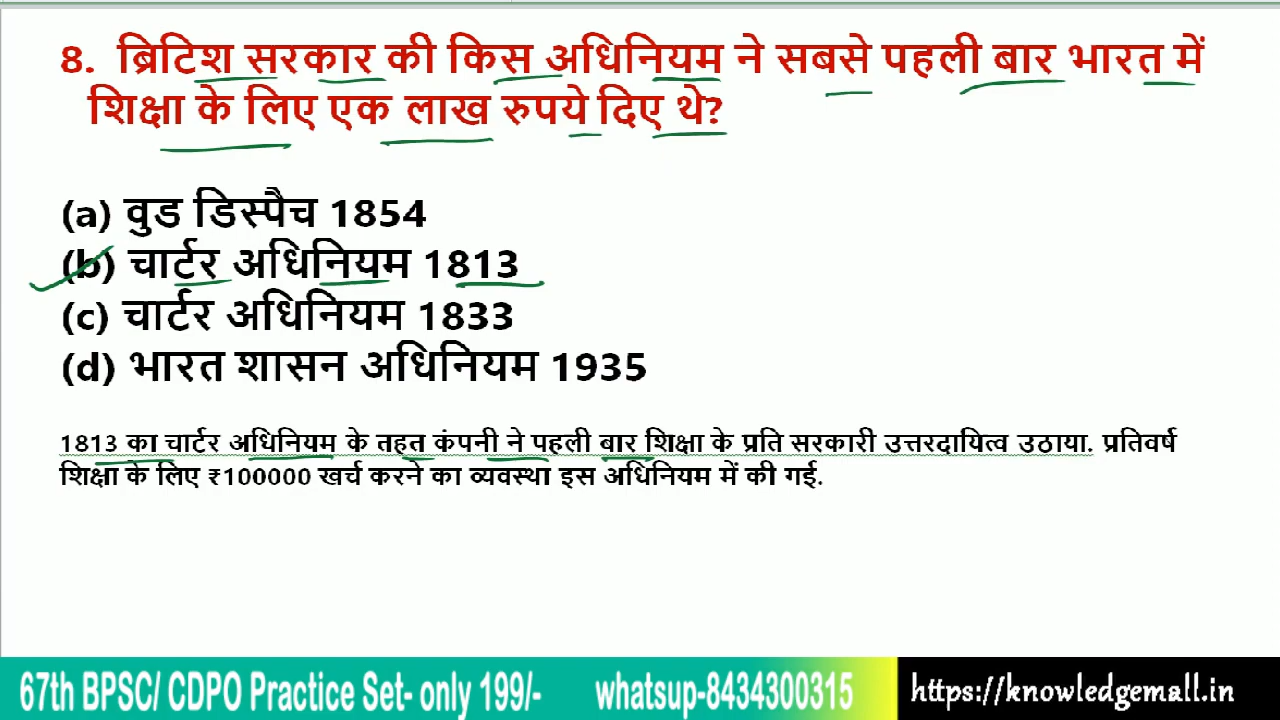 8. ब्रिटिश सरकार की किस अधिनियम ने सबसे पहली बार भारत में
शिक्षा के लिए एक लाख रुपये दिए थे?
(a) वुड डिस्पैच 1854
(b) चार्टर अधिनियम 1813
(c) चार्टर अधिनियम 1833
(d) भारत शासन अधिनियम 1935
1813 का चार्टर अधिनियम के तहत कंपनी ने पहली बार शिक्षा के प्रति सरकारी उत्तरदायित्व उठाया. प्रतिवर्ष
शिक्षा के लिए ₹100000 खर्च करने का व्यवस्था इस अधिनियम में की गई.
67th BPSC/ CDPO Practice Set- only 199/- whatsup-8434300315 https://knowledgemall.in